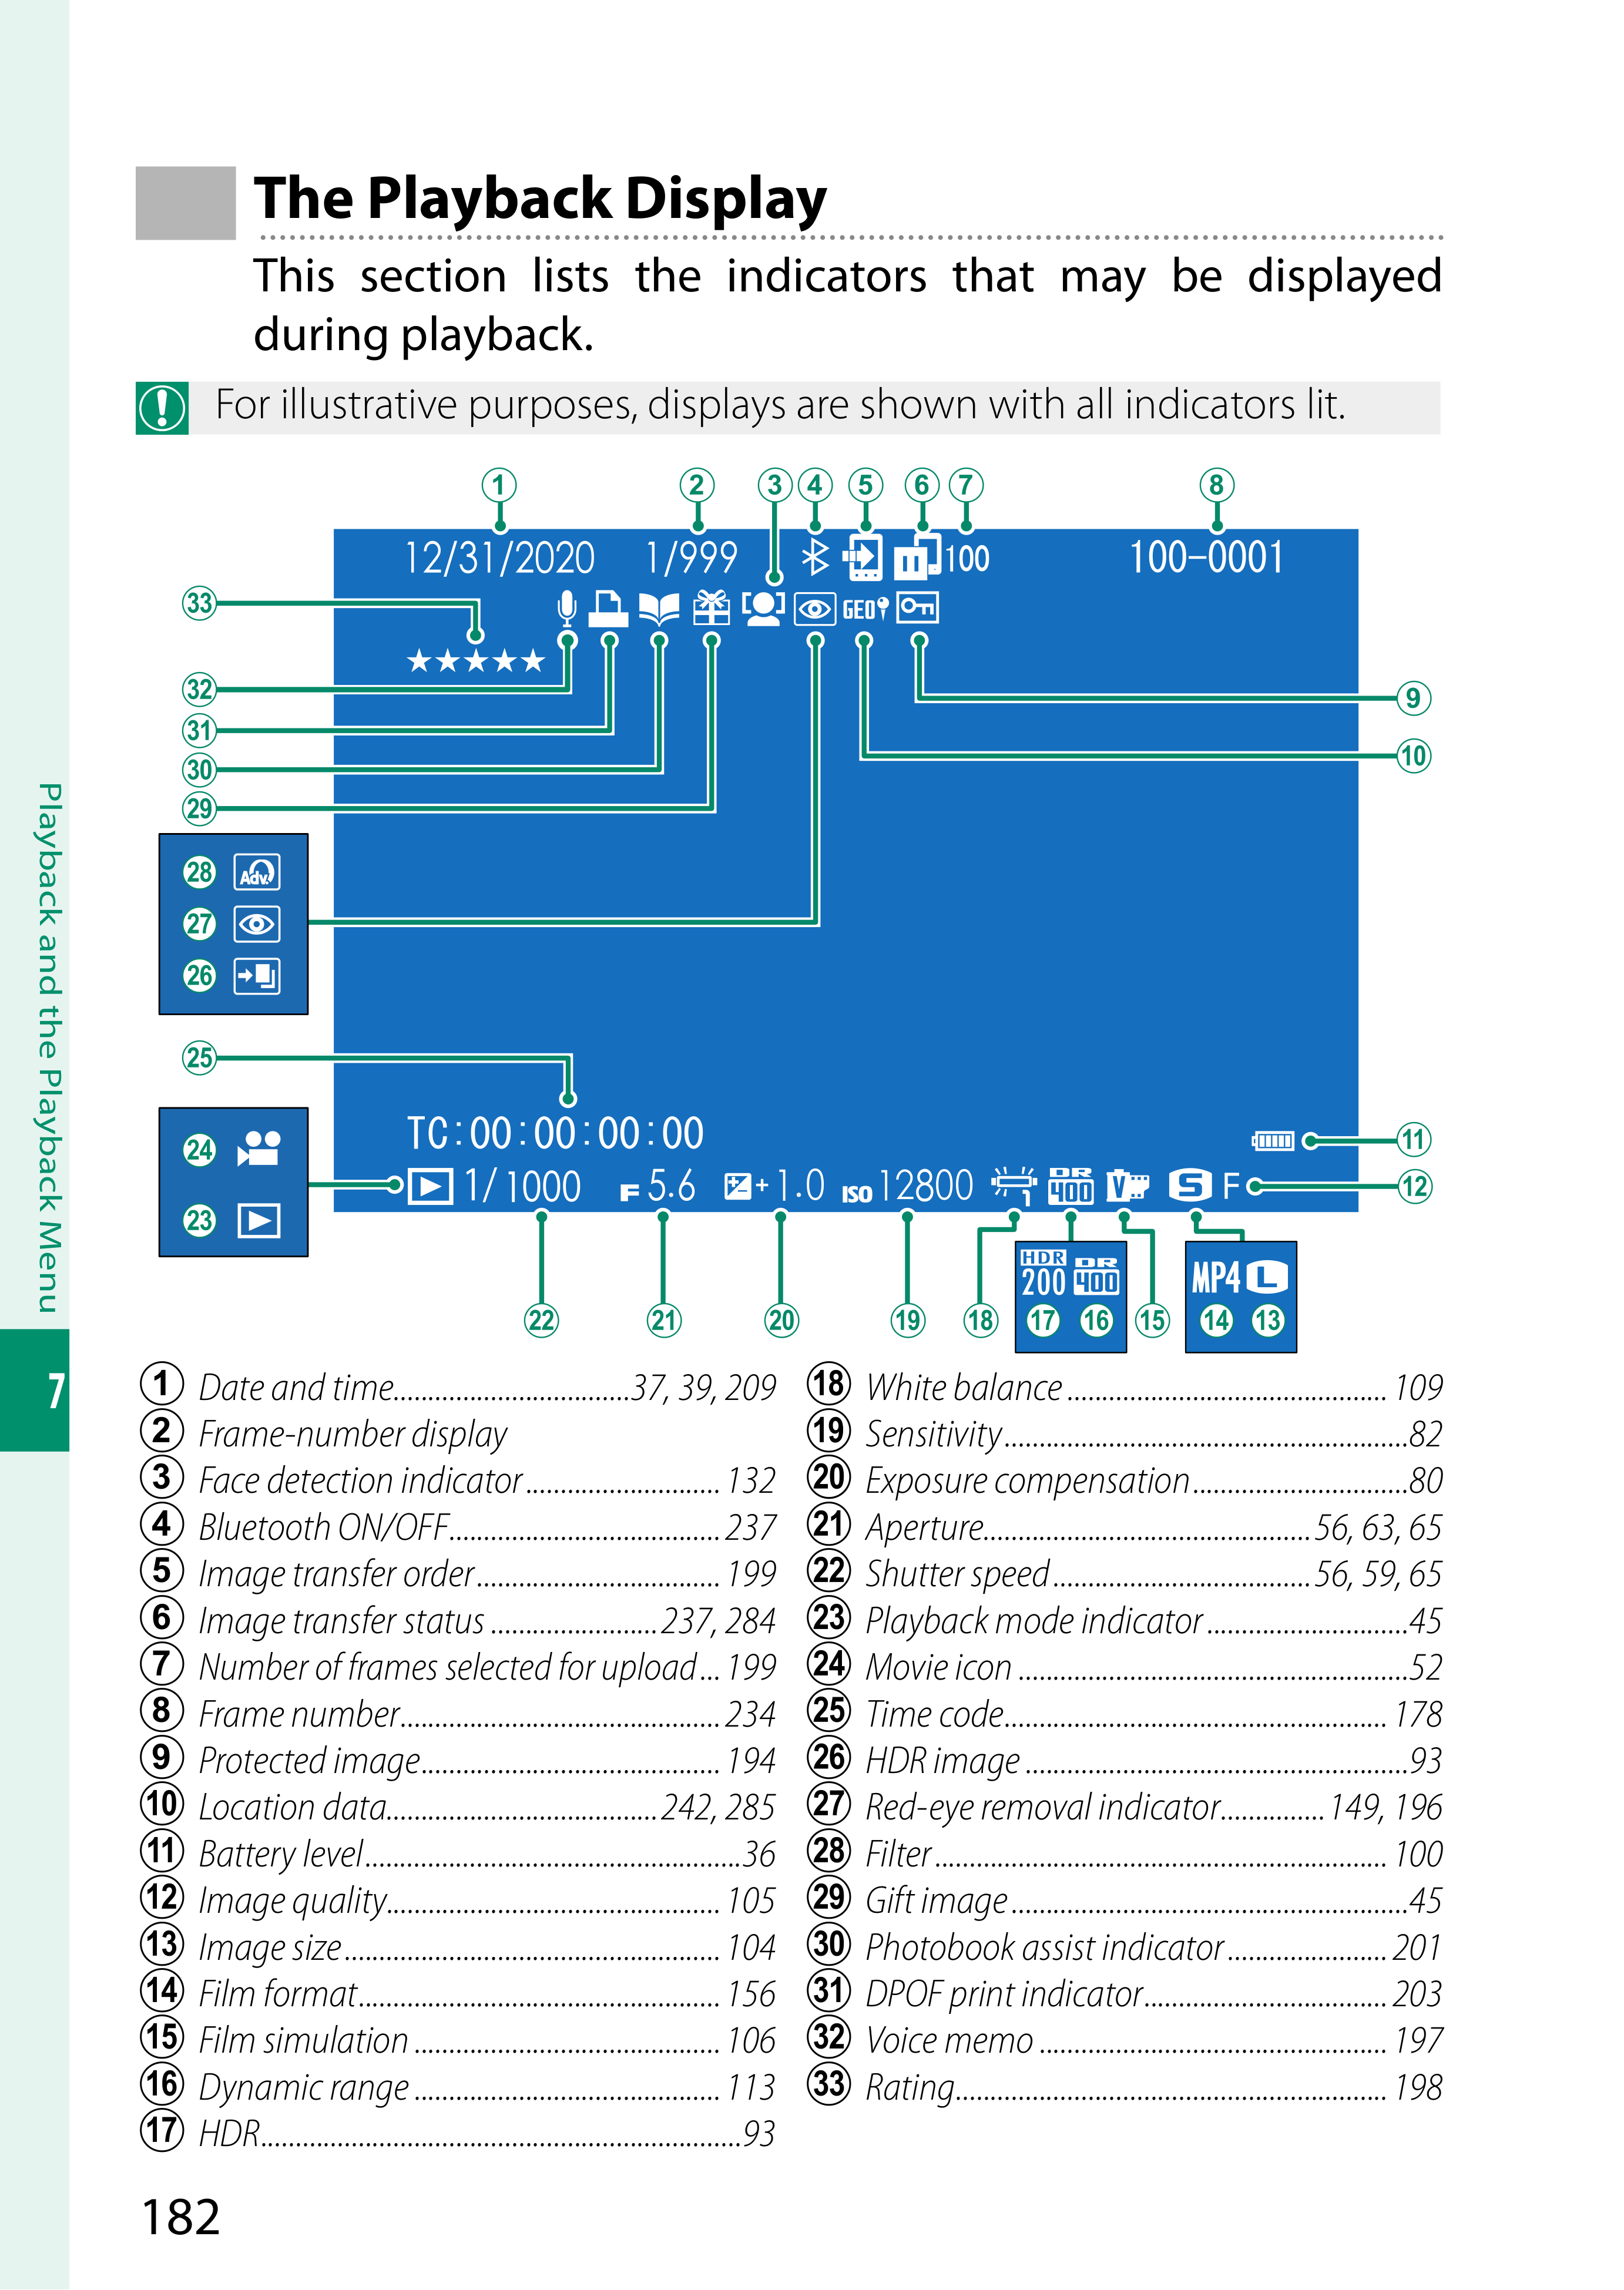 The Playback Display
This section lists the indicators that may be displayed
during playback.
For illustrative purposes, displays are shown with all indicators lit.
1 2 3 4 5 6 7 8
12/31/2020 1/999 100 100-0001
33
GEO
★★★★★
32
9
31
10
30
29
28 Adv.
27
26
25
TC:00:00:00:00
24
11
1/1000 F5.6 +1.0 ISO 12800 DR 400 V S F
12
23
HDR 200 DR 400
MP4 L
22 21 20 19 18 17 16 15 14 13
1 Date and time..................................37, 39, 209
2 Frame-number display
3 Face detection indicator............................ 132
4 Bluetooth ON/OFF....................................... 237
5 Image transfer order................................... 199
6 Image transfer status ........................237, 284
7 Number of frames selected for upload... 199
8 Frame number.............................................. 234
9 Protected image........................................... 194
10 Location data.......................................242, 285
11 Battery level......................................................36
12 Image quality................................................ 105
13 Image size...................................................... 104
14 Film format.................................................... 156
15 Film simulation ............................................ 106
16 Dynamic range ............................................ 113
17 HDR.....................................................................93
18 White balance .............................................. 109
19 Sensitivity..........................................................82
20 Exposure compensation...............................80
21 Aperture...............................................56, 63, 65
22 Shutter speed.....................................56, 59, 65
23 Playback mode indicator.............................45
24 Movie icon ........................................................52
25 Time code....................................................... 178
26 HDR image .......................................................93
27 Red-eye removal indicator...............149, 196
28 Filter................................................................. 100
29 Gift image.........................................................45
30 Photobook assist indicator....................... 201
31 DPOF print indicator................................... 203
32 Voice memo .................................................. 197
33 Rating.............................................................. 198
182
Playback and the Playback Menu
7